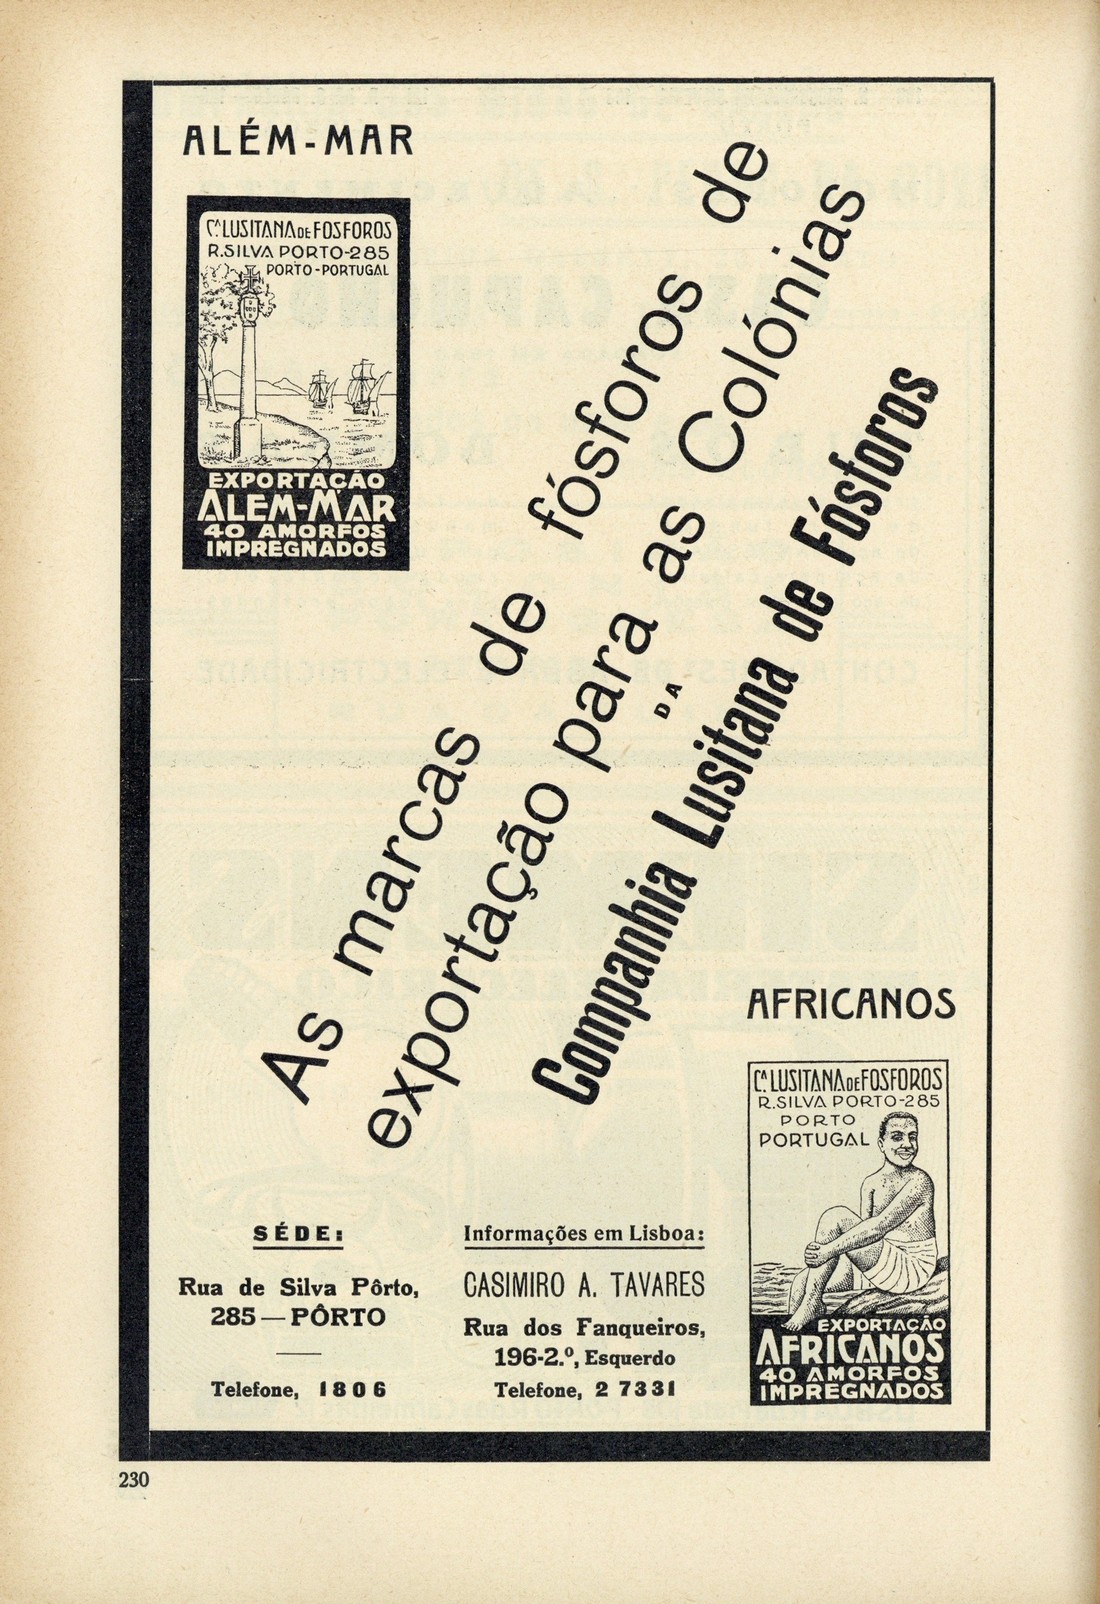 ALÉM-MAR
Cª LUSITANA DE FOSFOROS
R. SILVA PORTO-285
PORTO-PORTUGAL
EXPORTAÇÃO
ALEM-MAR
40 AMORFOS
IMPREGNADOS
As marcas de fósforos de
exportação para as Colónias
DA
Companhia Lusitana de Fósforos
AFRICANOS
Cª LUSITANA DE FOSFOROS
R. SILVA PORTO-285
PORTO
PORTUGAL
EXPORTAÇÃO
AFRICANOS
40 AMORFOS
IMPREGNADOS
SÉDE:
Rua de Silva Pôrto,
285—PÔRTO
Telefone, 1806
Informações em Lisboa:
CASIMIRO A. TAVARES
Rua dos Fanqueiros,
196-2.º, Esquerdo
Telefone, 2 7331
230